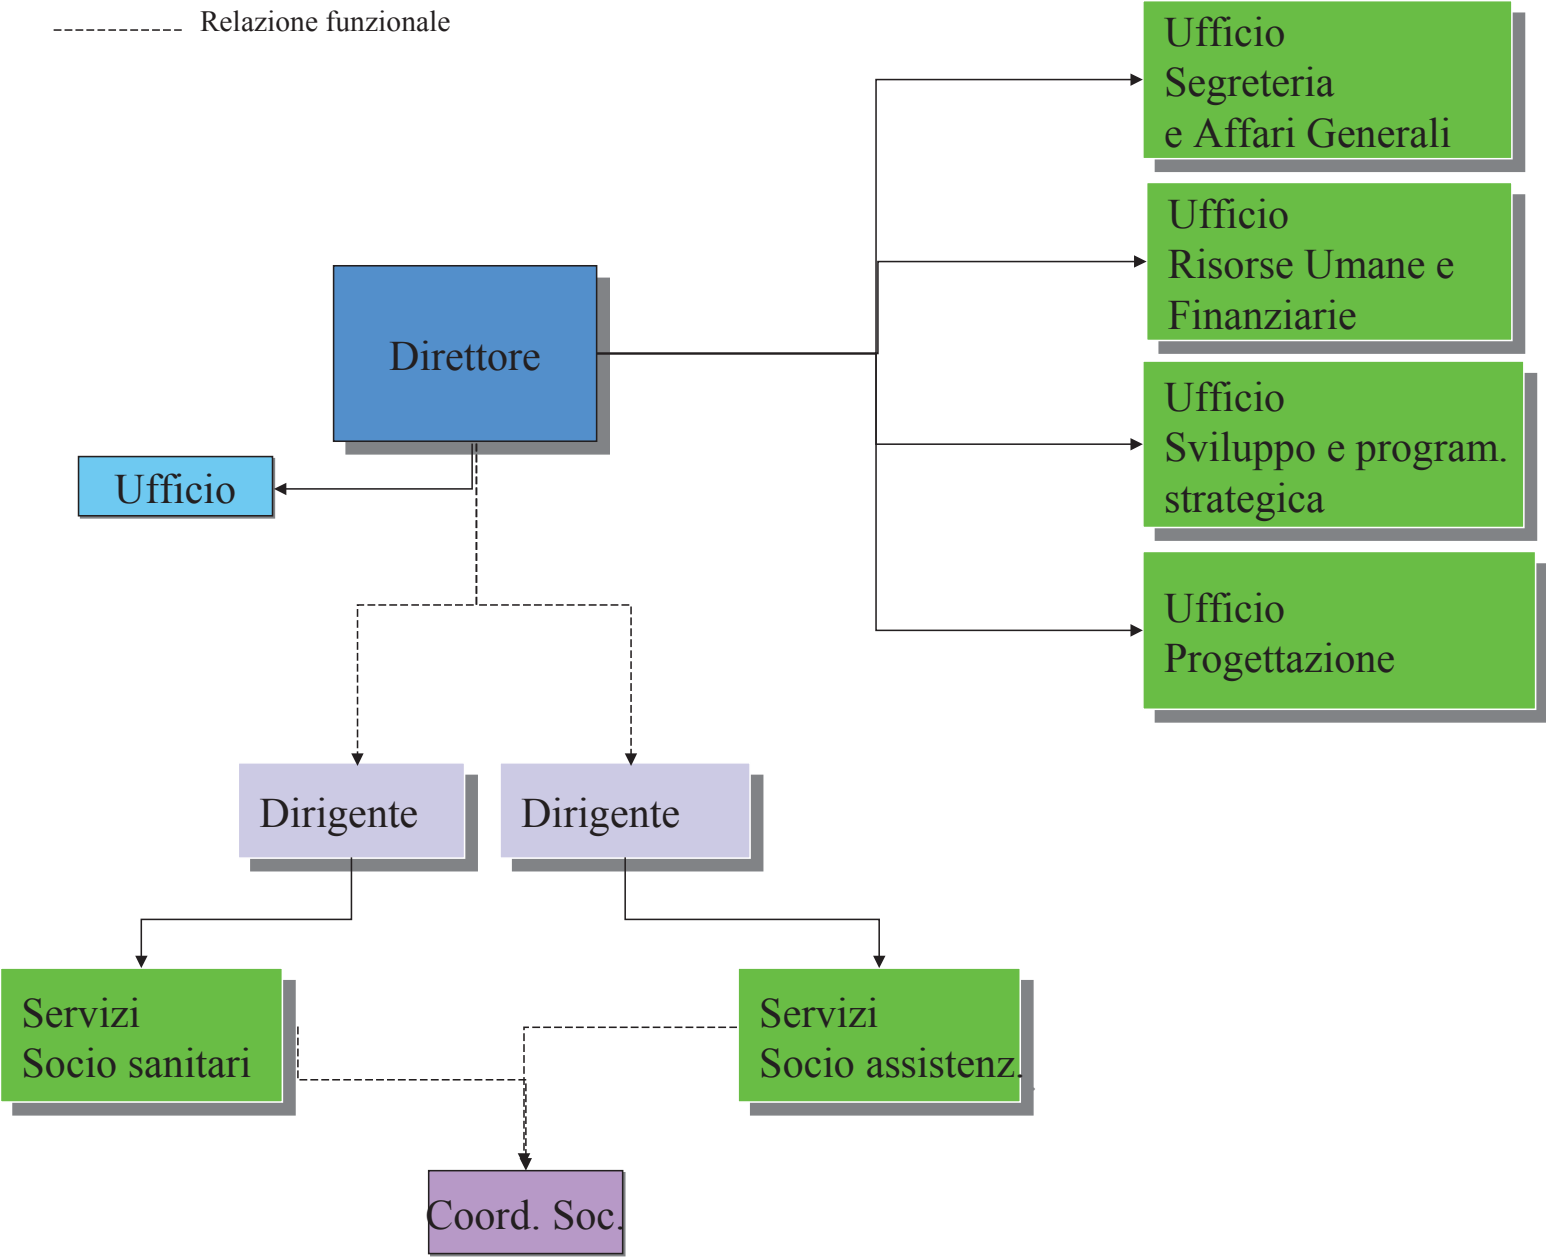 Relazione funzionale
Ufficio
Segreteria
e Affari Generali
Ufficio
Risorse Umane e
Finanziarie
Direttore
Ufficio
Sviluppo e program.
strategica
Ufficio
Ufficio
Progettazione
Dirigente
Dirigente
Servizi
Socio sanitari
Servizi
Socio assistenz.
Coord. Soc.